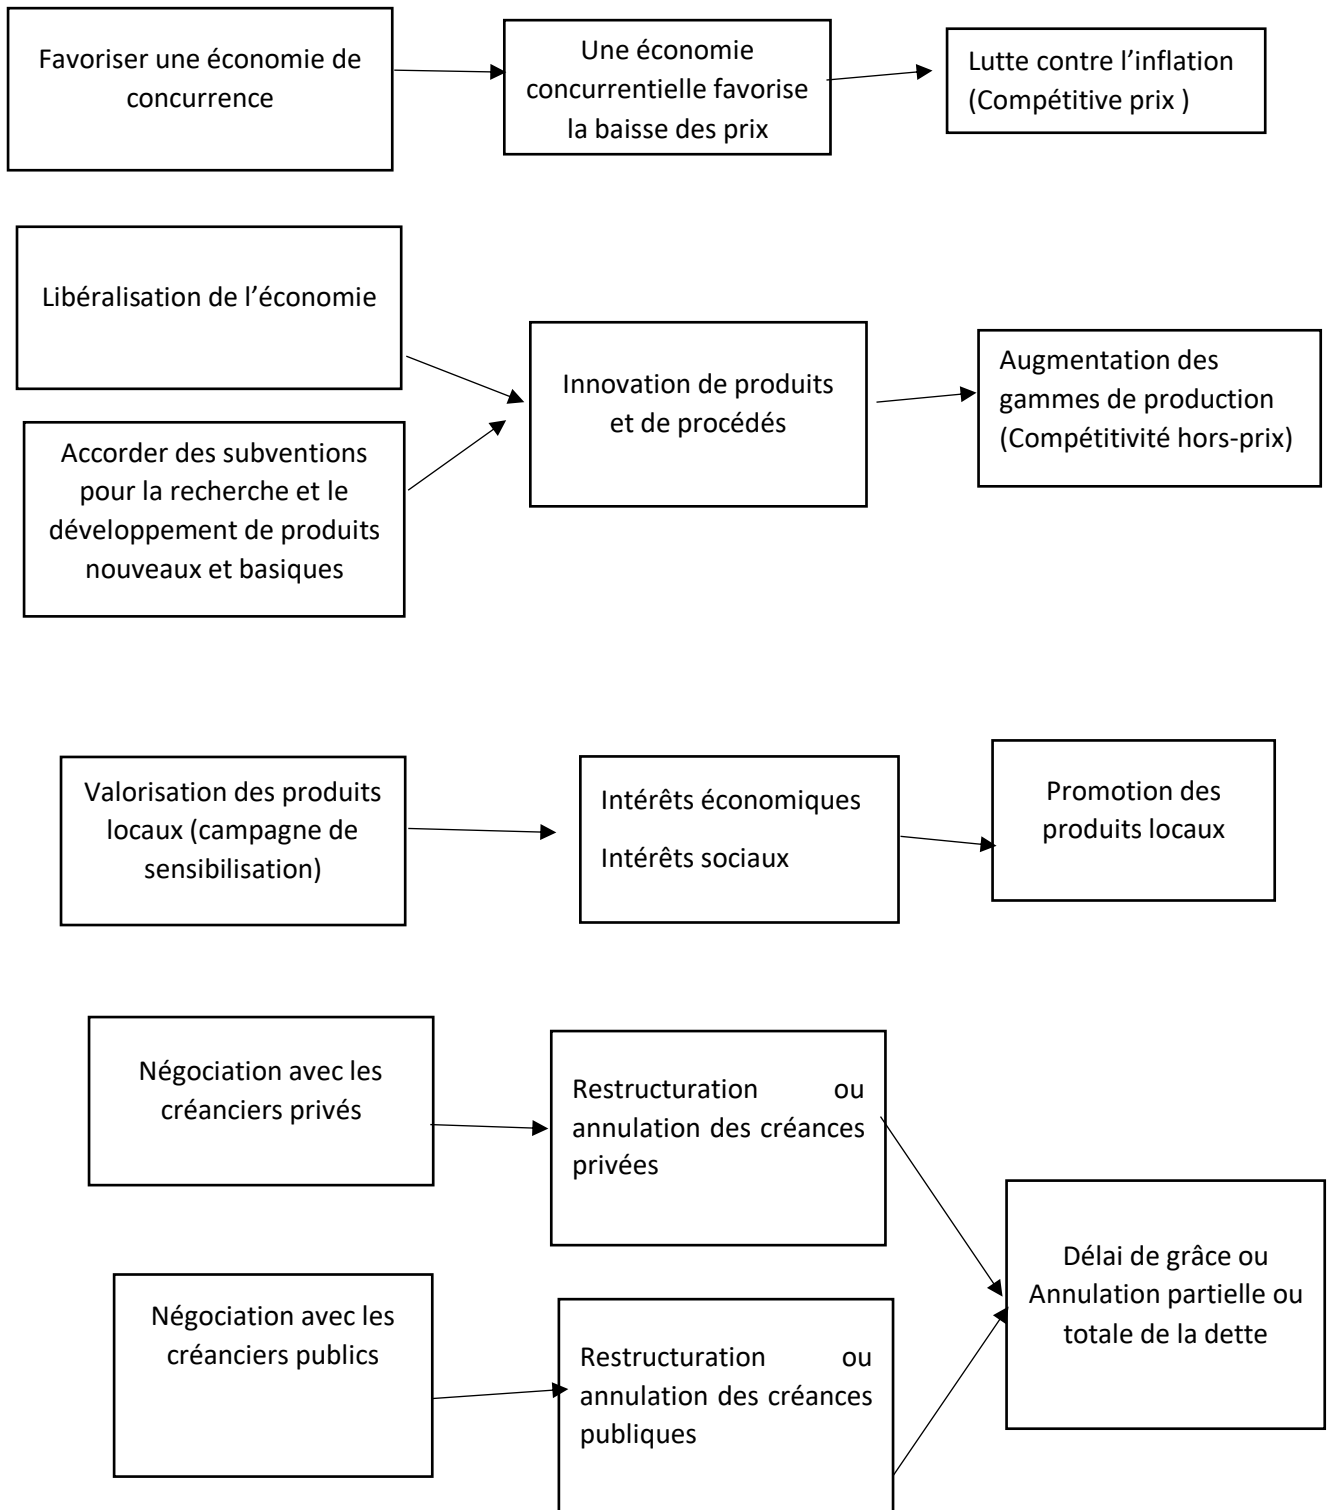 Favoriser une économie de
concurrence
Une économie
concurrentielle favorise
la baisse des prix
Lutte contre l’inflation
(Compétitive prix )
Libéralisation de l’économie
Accorder des subventions
pour la recherche et le
développement de produits
nouveaux et basiques
Innovation de produits
et de procédés
Augmentation des
gammes de production
(Compétitivité hors-prix)
Valorisation des produits
locaux (campagne de
sensibilisation)
Intérêts économiques
Intérêts sociaux
Promotion des
produits locaux
Négociation avec les
créanciers privés
Restructuration ou
annulation des créances
privées
Négociation avec les
créanciers publics
Restructuration ou
annulation des créances
publiques
Délai de grâce ou
Annulation partielle ou
totale de la dette